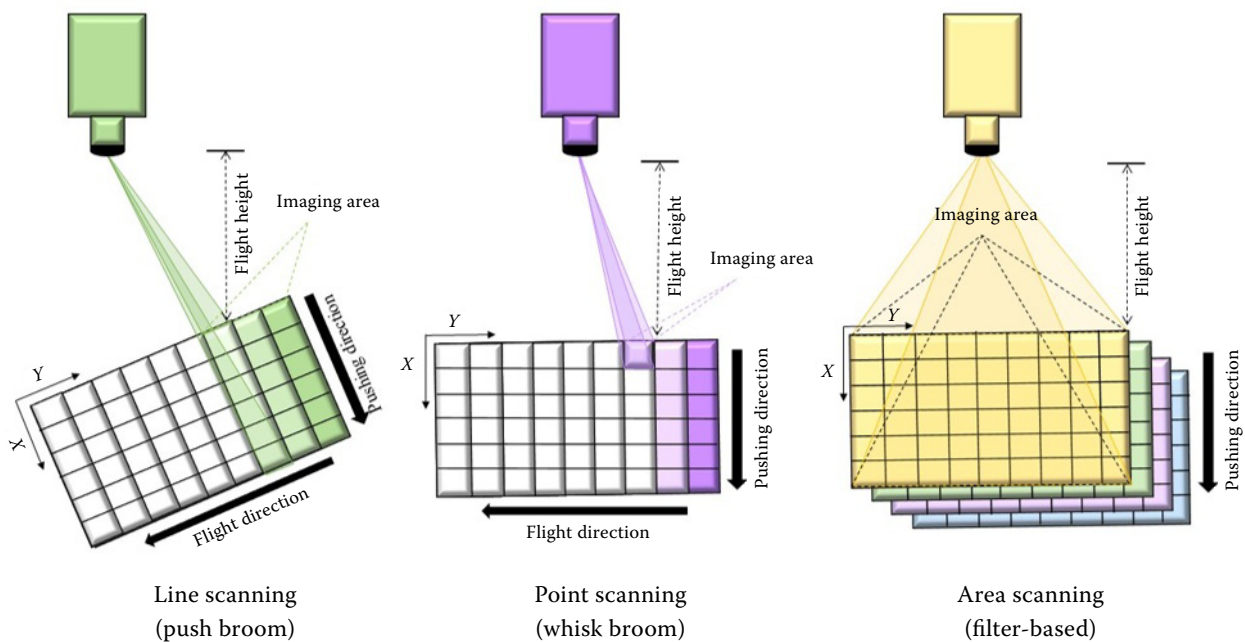 Flight height
Imaging area
Pushing direction
Y
X
Flight direction
Line scanning
(push broom)
Flight height
Imaging area
Y
X
Pushing direction
Flight direction
Point scanning
(whisk broom)
Imaging area
Flight height
Y
X
Pushing direction
Area scanning
(filter-based)